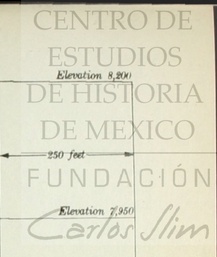 CENTRO DE
ESTUDIOS
Elevation 8,200
DE HISTORIA
DE MEXICO
250 feet
FUNDACIÓN
Elevation 7,950
Carlos Slim